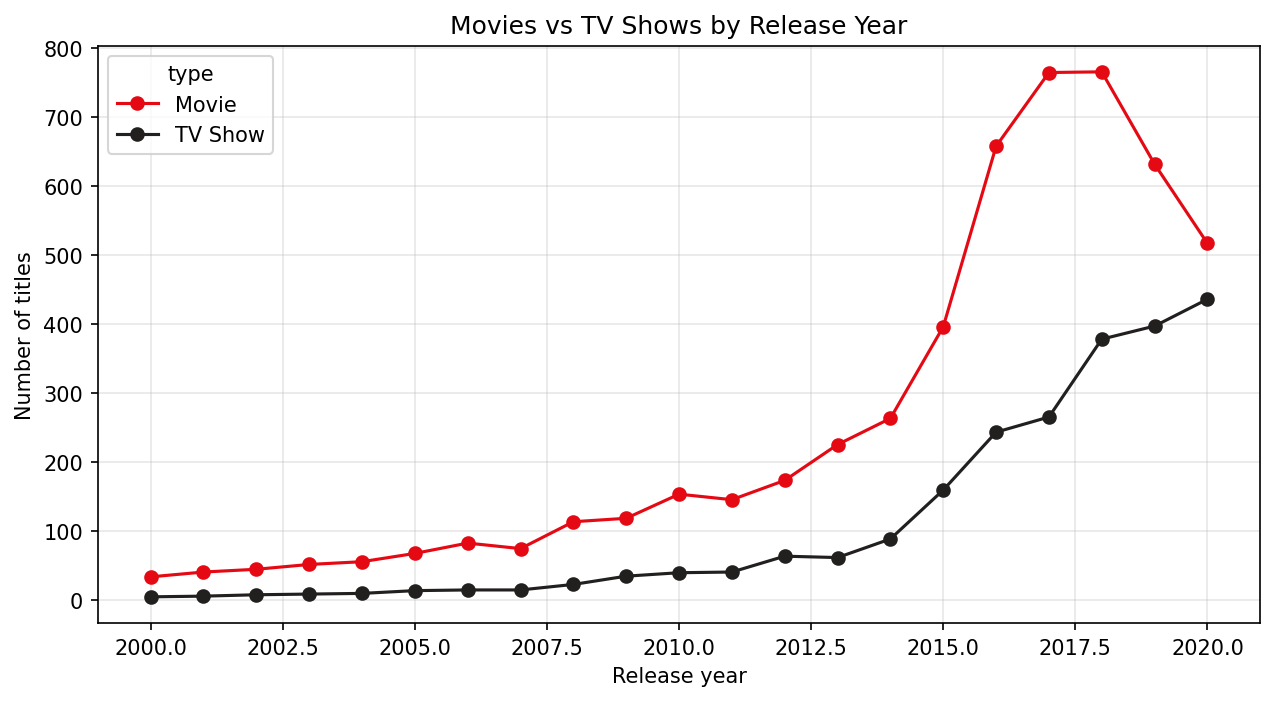 Movies vs TV Shows by Release Year
type
Movie
TV Show
Number of titles
800
700
600
500
400
300
200
100
0
2000.0 2002.5 2005.0 2007.5 2010.0 2012.5 2015.0 2017.5 2020.0
Release year